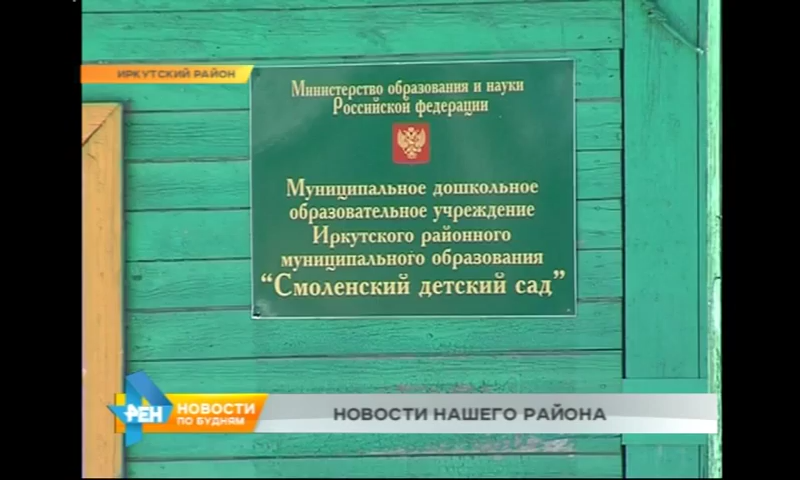 ИРКУТСКИЙ РАЙОН
Министерство образования и науки
Российской федерации
Муниципальное дошкольное
образовательное учреждение
Иркутского районного
муниципального образования
“Смоленский детский сад”
РЕН
НОВОСТИ
ПО БУДНЯМ
НОВОСТИ НАШЕГО РАЙОНА